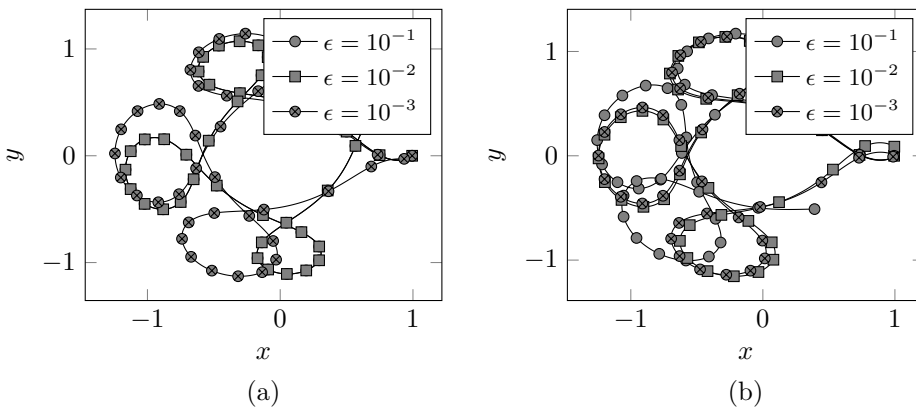 1
0
−1
y
−1
0
1
x
ϵ = 10⁻¹
ϵ = 10⁻²
ϵ = 10⁻³
(a)
1
0
−1
y
−1
0
1
x
ϵ = 10⁻¹
ϵ = 10⁻²
ϵ = 10⁻³
(b)